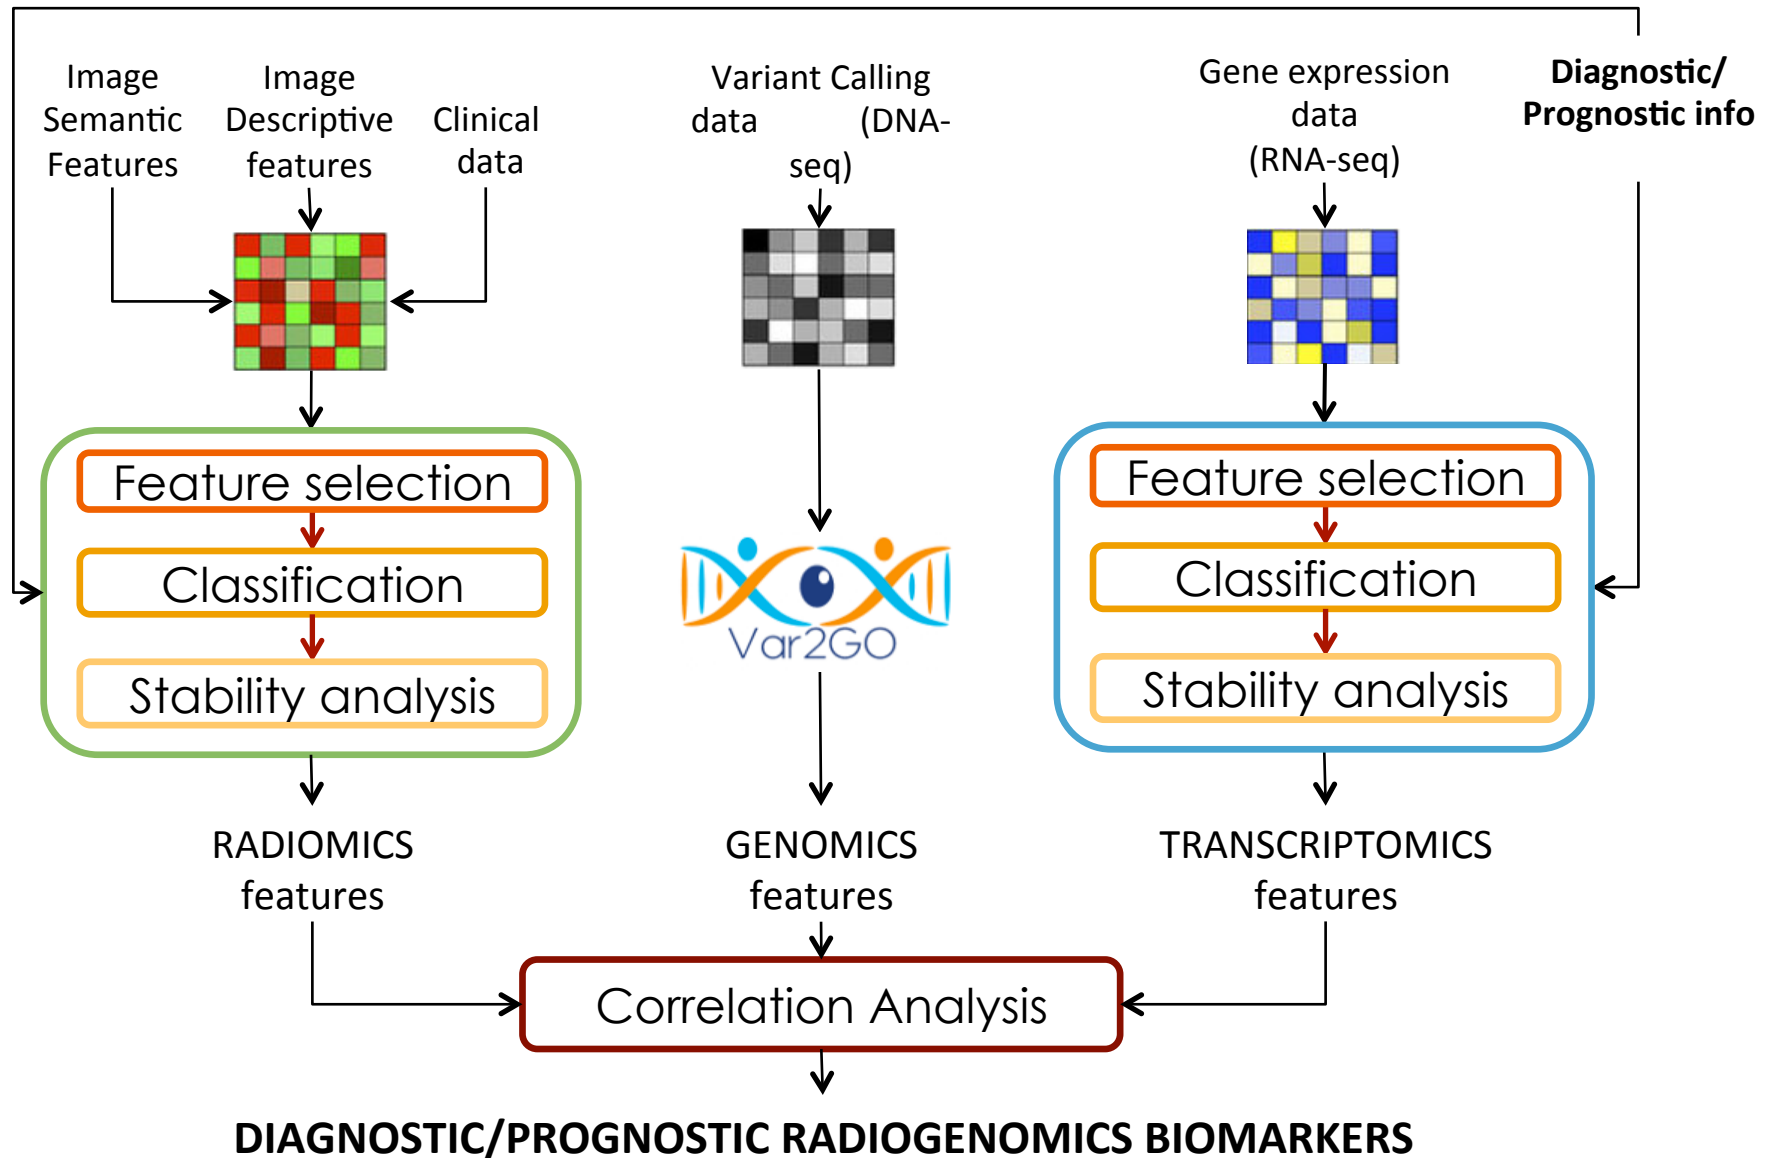 Image
Semantic
Features
Image
Descriptive
features
Clinical
data
Variant Calling
data (DNA-
seq)
Gene expression
data
(RNA-seq)
Diagnostic/
Prognostic info
Feature selection
Classification
Stability analysis
Var2GO
Feature selection
Classification
Stability analysis
RADIOMICS
features
GENOMICS
features
TRANSCRIPTOMICS
features
Correlation Analysis
DIAGNOSTIC/PROGNOSTIC RADIOGENOMICS BIOMARKERS